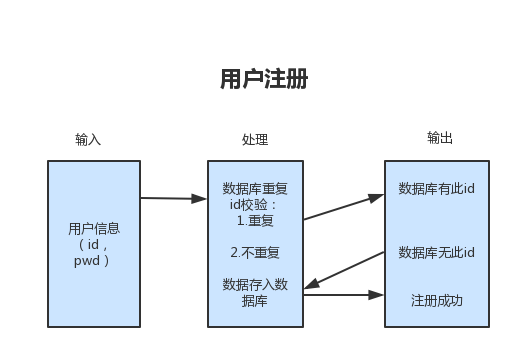 用户注册
输入
处理
输出
用户信息
（id，
pwd）
数据库重复
id校验：
1.重复
2.不重复
数据存入数
据库
数据库有此id
数据库无此id
注册成功